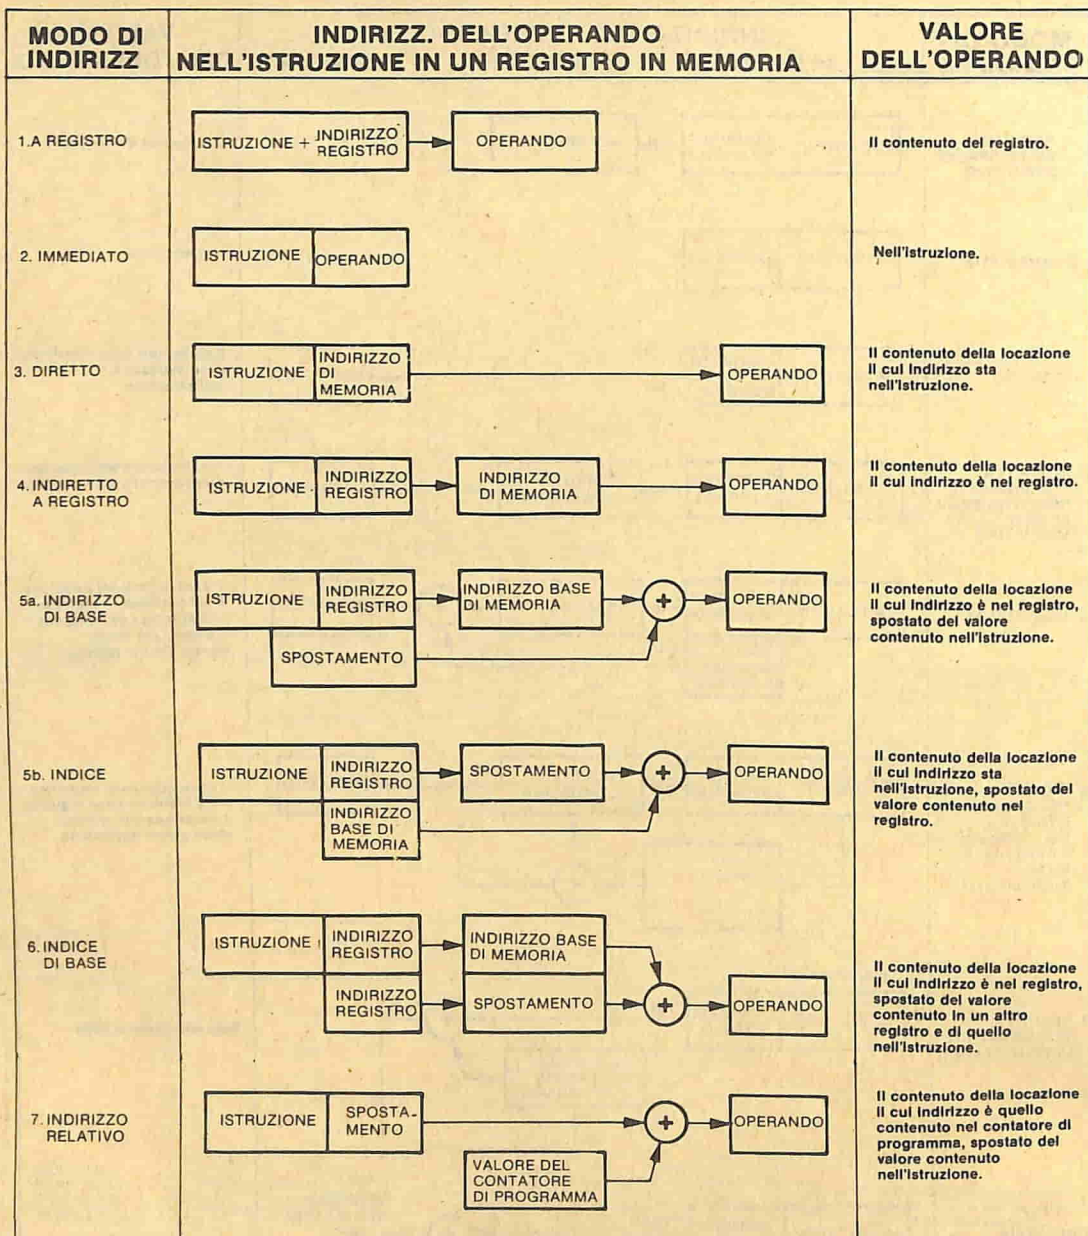 MODO DI
INDIRIZZ
INDIRIZZ. DELL'OPERANDO
NELL'ISTRUZIONE IN UN REGISTRO IN MEMORIA
VALORE
DELL'OPERANDO
1.A REGISTRO
ISTRUZIONE + INDIRIZZO
REGISTRO
OPERANDO
Il contenuto del registro.
2. IMMEDIATO
ISTRUZIONE
OPERANDO
Nell'istruzione.
3. DIRETTO
ISTRUZIONE
INDIRIZZO
DI
MEMORIA
OPERANDO
Il contenuto della locazione
Il cui indirizzo sta
nell'istruzione.
4. INDIRETTO
A REGISTRO
ISTRUZIONE
INDIRIZZO
REGISTRO
INDIRIZZO
DI MEMORIA
OPERANDO
Il contenuto della locazione
Il cui indirizzo è nel registro.
5a. INDIRIZZO
DI BASE
ISTRUZIONE
INDIRIZZO
REGISTRO
INDIRIZZO BASE
DI MEMORIA
+
OPERANDO
SPOSTAMENTO
Il contenuto della locazione
Il cui indirizzo è nel registro,
spostato del valore
contenuto nell'istruzione.
5b. INDICE
ISTRUZIONE
INDIRIZZO
REGISTRO
SPOSTAMENTO
+
OPERANDO
INDIRIZZO
BASE DI
MEMORIA
Il contenuto della locazione
Il cui indirizzo sta
nell'istruzione, spostato del
valore contenuto nel
registro.
6. INDICE
DI BASE
ISTRUZIONE
INDIRIZZO
REGISTRO
INDIRIZZO BASE
DI MEMORIA
INDIRIZZO
REGISTRO
SPOSTAMENTO
+
OPERANDO
Il contenuto della locazione
Il cui indirizzo è nel registro,
spostato del valore
contenuto in un altro
registro e di quello
nell'istruzione.
7. INDIRIZZO
RELATIVO
ISTRUZIONE
SPOSTA-
MENTO
+
OPERANDO
VALORE DEL
CONTATORE
DI PROGRAMMA
Il contenuto della locazione
Il cui indirizzo è quello
contenuto nel contatore di
programma, spostato del
valore contenuto
nell'istruzione.